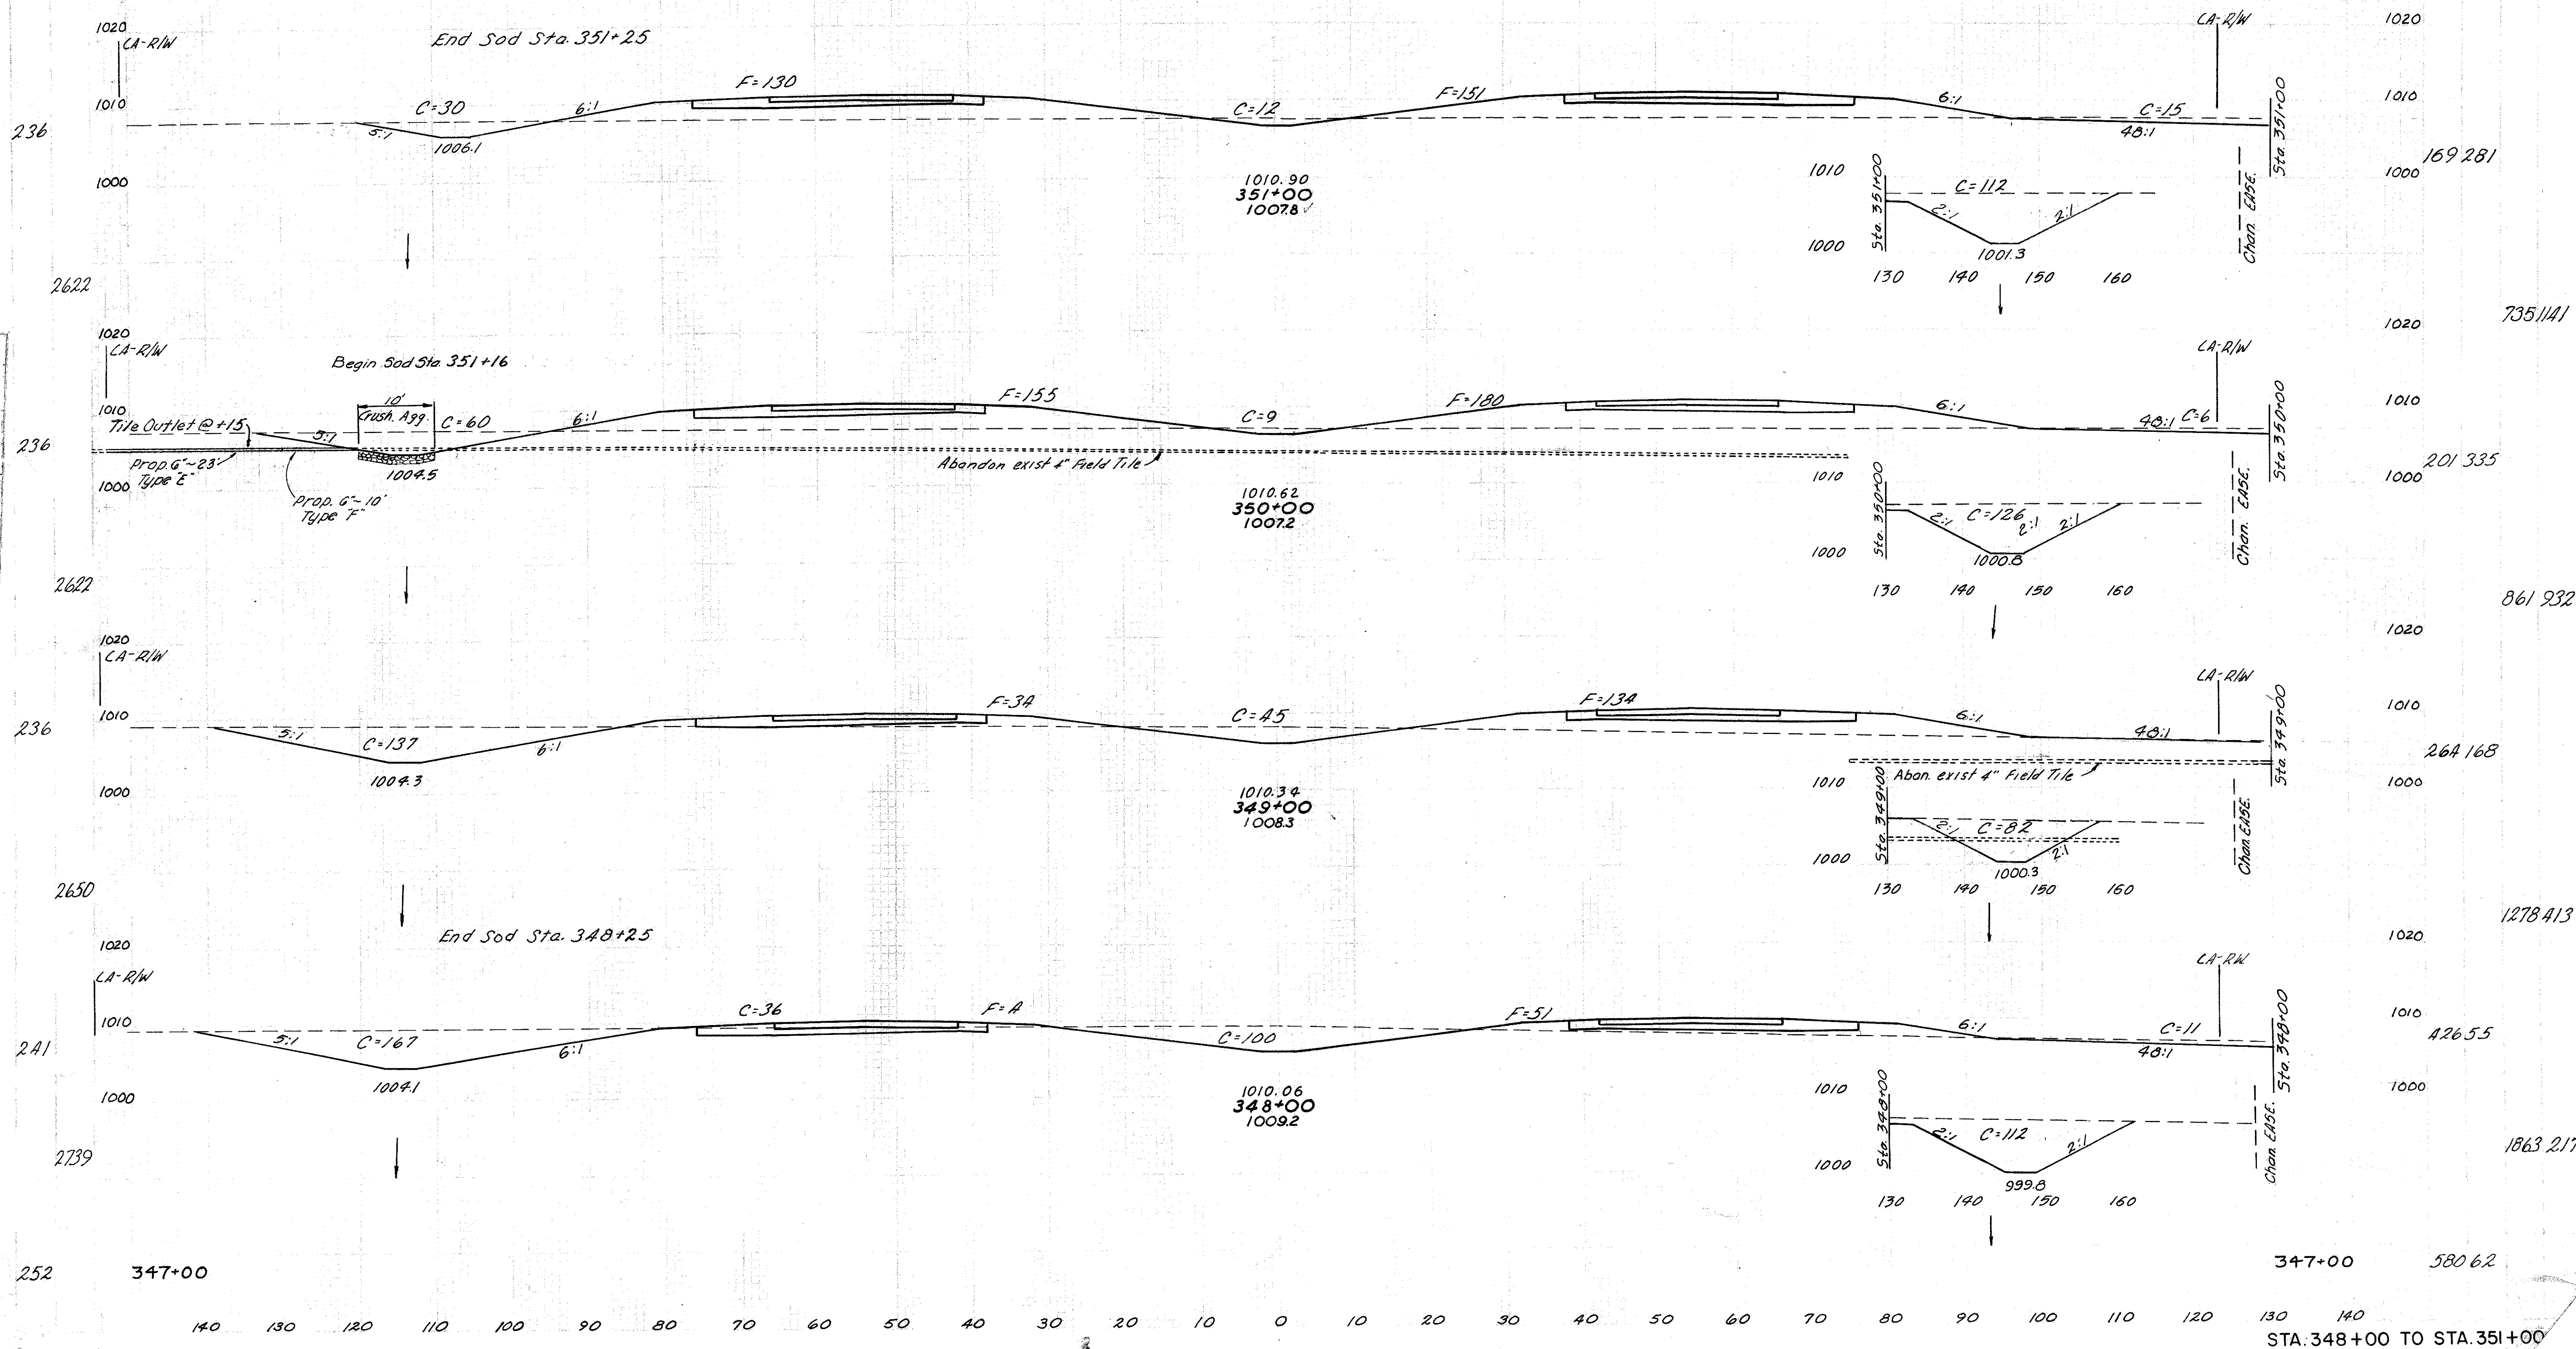 1020
CA-R/W
End Sod Sta. 351+25
CA-R/W
1020
F=130
1010
C=30
6:1
C=12
F=151
6:1
C=15
1010
236
5:1
1006.1
48:1
Sta. 351+00
169 281
1000
1010.90
351+00
1007.8
1010
Sta. 351+00
C=112
2:1
2:1
Chan. EASE.
1000
1000
1001.3
130 140 150 160
2622
735 1141
1020
CA-R/W
Begin Sod Sta. 351+16
CA-R/W
1020
10'
Crush. Agg.
1010
Tile Outlet @ +15
C=60
6:1
F=155
C=9
F=180
6:1
48:1
C=6
1010
Sta. 350+00
236
5:1
Prop. 6"~23'
Type "E"
1004.5
Abandon exist 4" Field Tile
201 335
1000
Prop. 6"~10'
Type "F"
1010.62
350+00
1007.2
1010
Sta. 350+00
2:1
C=126
2:1
2:1
Chan. EASE.
1000
1000
1000.8
130 140 150 160
2622
861 932
1020
CA-R/W
CA-R/W
1020
1010
F=34
C=45
F=134
6:1
48:1
1010
Sta. 349+00
236
5:1
C=137
6:1
1004.3
264 168
1000
1010.34
349+00
1008.3
1010
Aban. exist 4" Field Tile
1000
Sta. 349+00
2:1
C=82
2:1
Chan EASE.
1000
1000.3
130 140 150 160
2650
1278 413
End Sod Sta. 348+25
1020
CA-R/W
CA-RW
1020
1010
C=36
F=4
C=100
F=51
6:1
C=11
1010
Sta. 348+00
241
5:1
C=167
6:1
48:1
426 55
1004.1
1000
1010.06
348+00
1009.2
1010
Sta. 348+00
2:1
C=112
2:1
Chan. EASE.
1000
1000
999.8
130 140 150 160
2739
1863 217
252
347+00
347+00
580 62
140 130 120 110 100 90 80 70 60 50 40 30 20 10 0 10 20 30 40 50 60 70 80 90 100 110 120 130 140
STA. 348+00 TO STA. 351+00